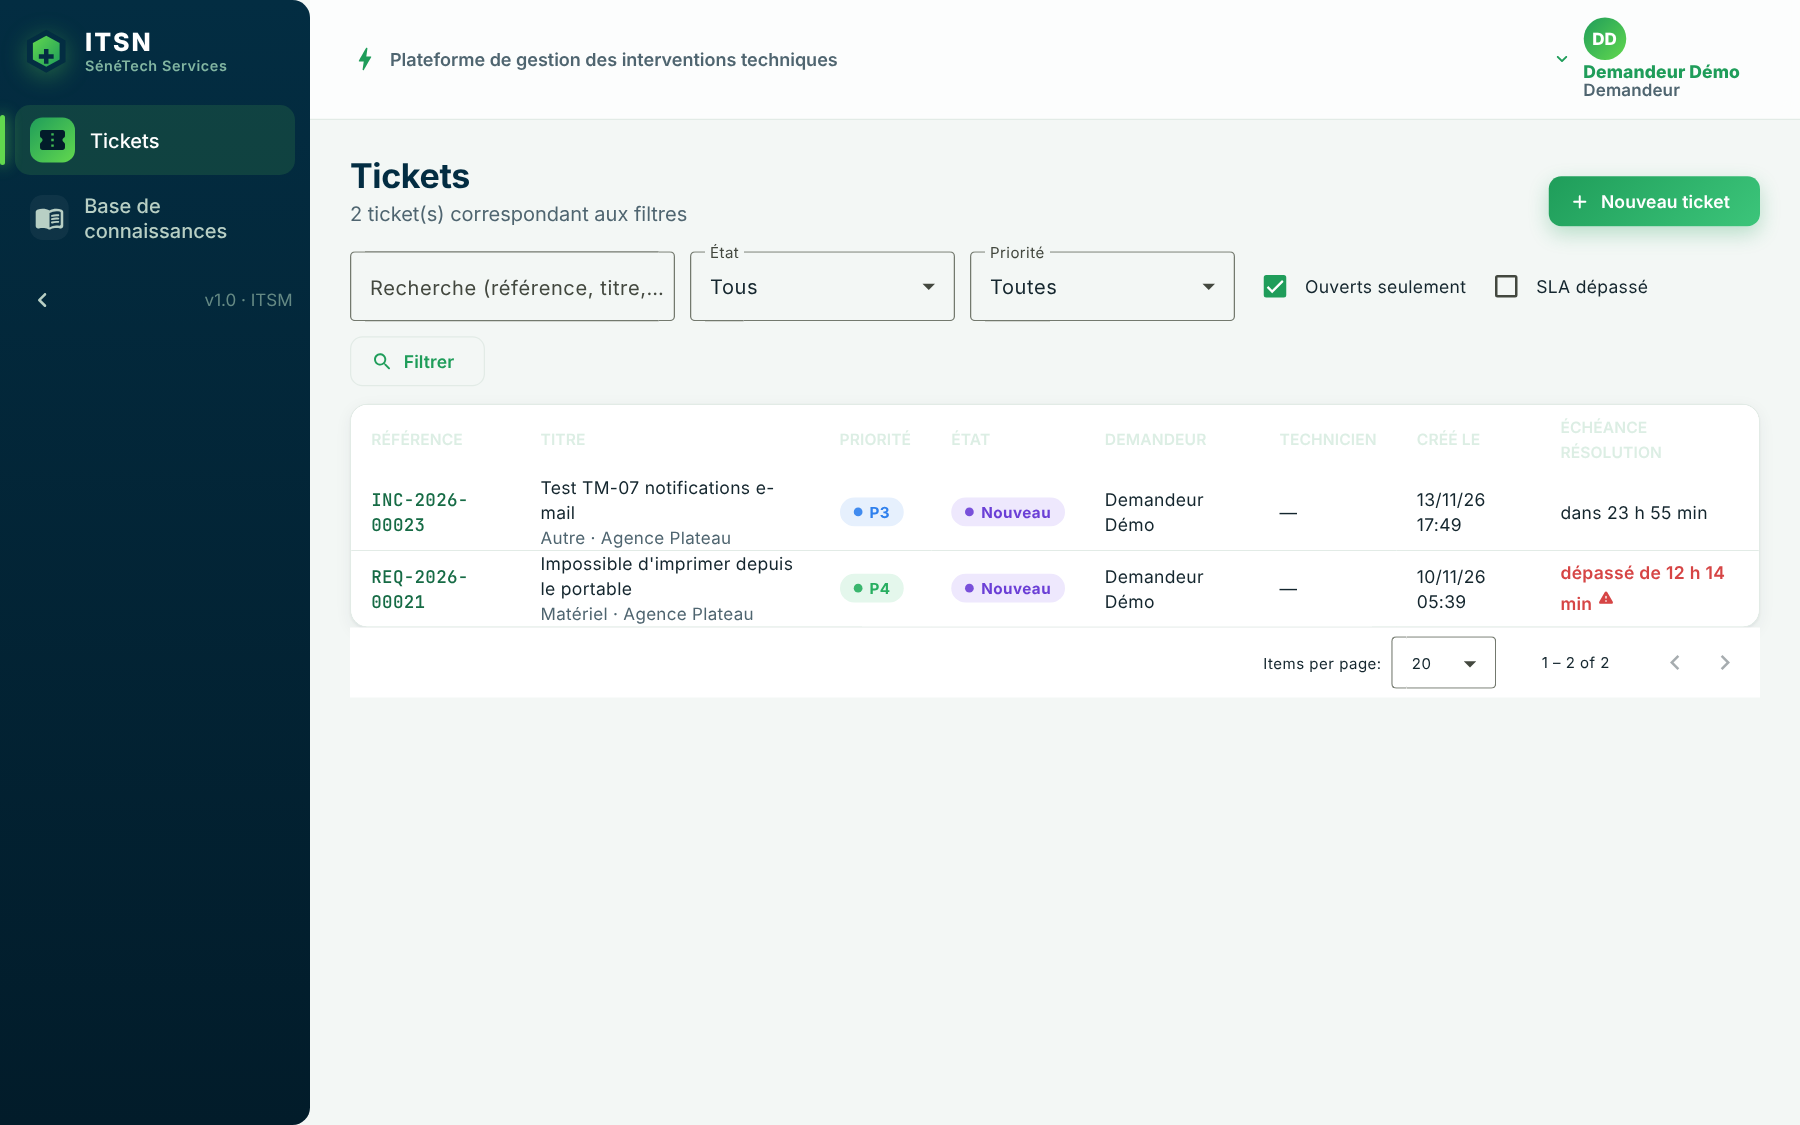 ITSN
SénéTech Services
Tickets
Base de
connaissances
v1.0 · ITSM
Plateforme de gestion des interventions techniques
DD
Demandeur Démo
Demandeur
Tickets
2 ticket(s) correspondant aux filtres
+ Nouveau ticket
Recherche (référence, titre,...
État
Tous
Priorité
Toutes
Ouverts seulement
SLA dépassé
Filtrer
RÉFÉRENCE TITRE PRIORITÉ ÉTAT DEMANDEUR TECHNICIEN CRÉÉ LE ÉCHÉANCE
RÉSOLUTION
INC-2026-
00023
Test TM-07 notifications e-
mail
Autre · Agence Plateau
P3
Nouveau
Demandeur
Démo
—
13/11/26
17:49
dans 23 h 55 min
REQ-2026-
00021
Impossible d'imprimer depuis
le portable
Matériel · Agence Plateau
P4
Nouveau
Demandeur
Démo
—
10/11/26
05:39
dépassé de 12 h 14
min
Items per page: 20 1 – 2 of 2